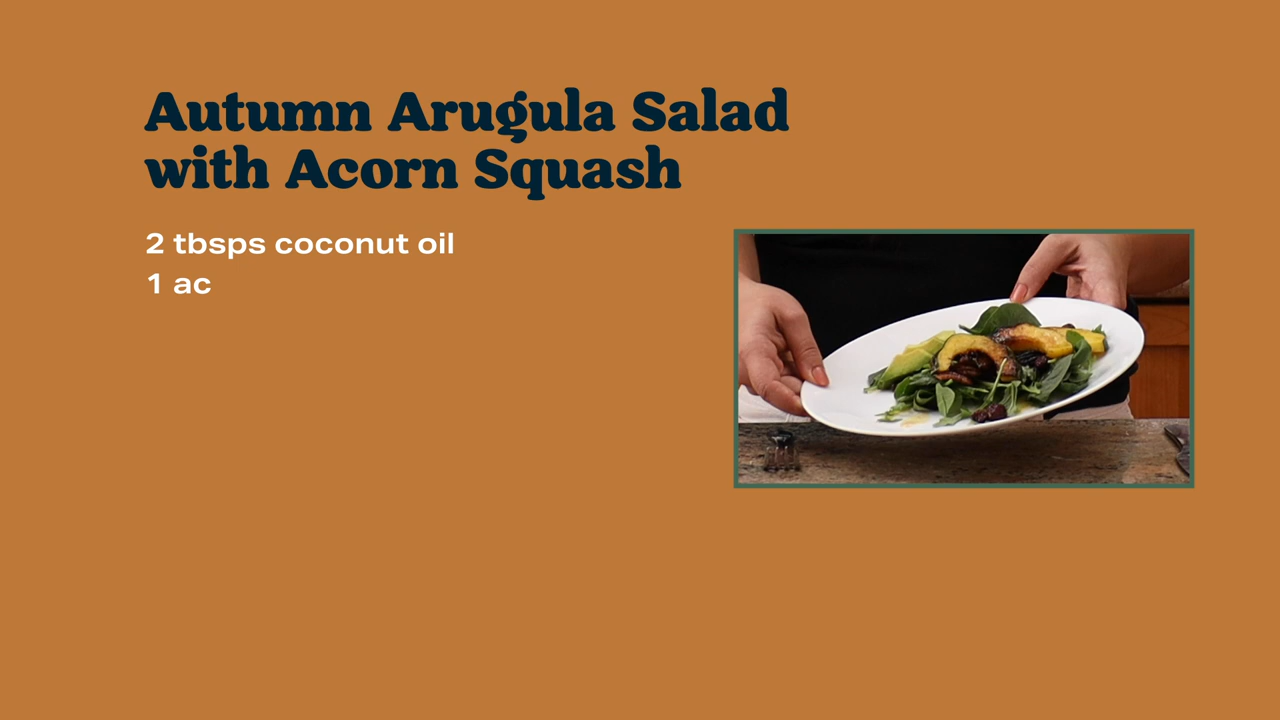 Autumn Arugula Salad
with Acorn Squash
2 tbsps coconut oil
1 ac